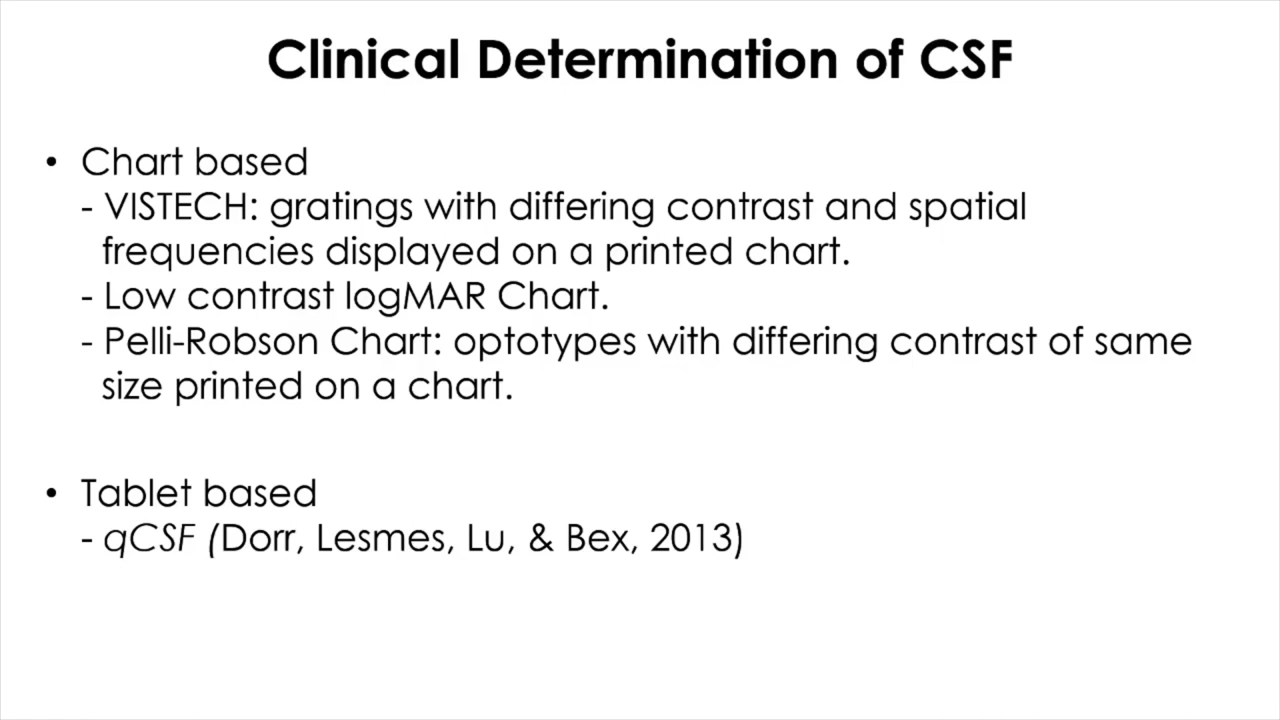 Clinical Determination of CSF
• Chart based
- VISTECH: gratings with differing contrast and spatial
frequencies displayed on a printed chart.
- Low contrast logMAR Chart.
- Pelli-Robson Chart: optotypes with differing contrast of same
size printed on a chart.
• Tablet based
- qCSF (Dorr, Lesmes, Lu, & Bex, 2013)